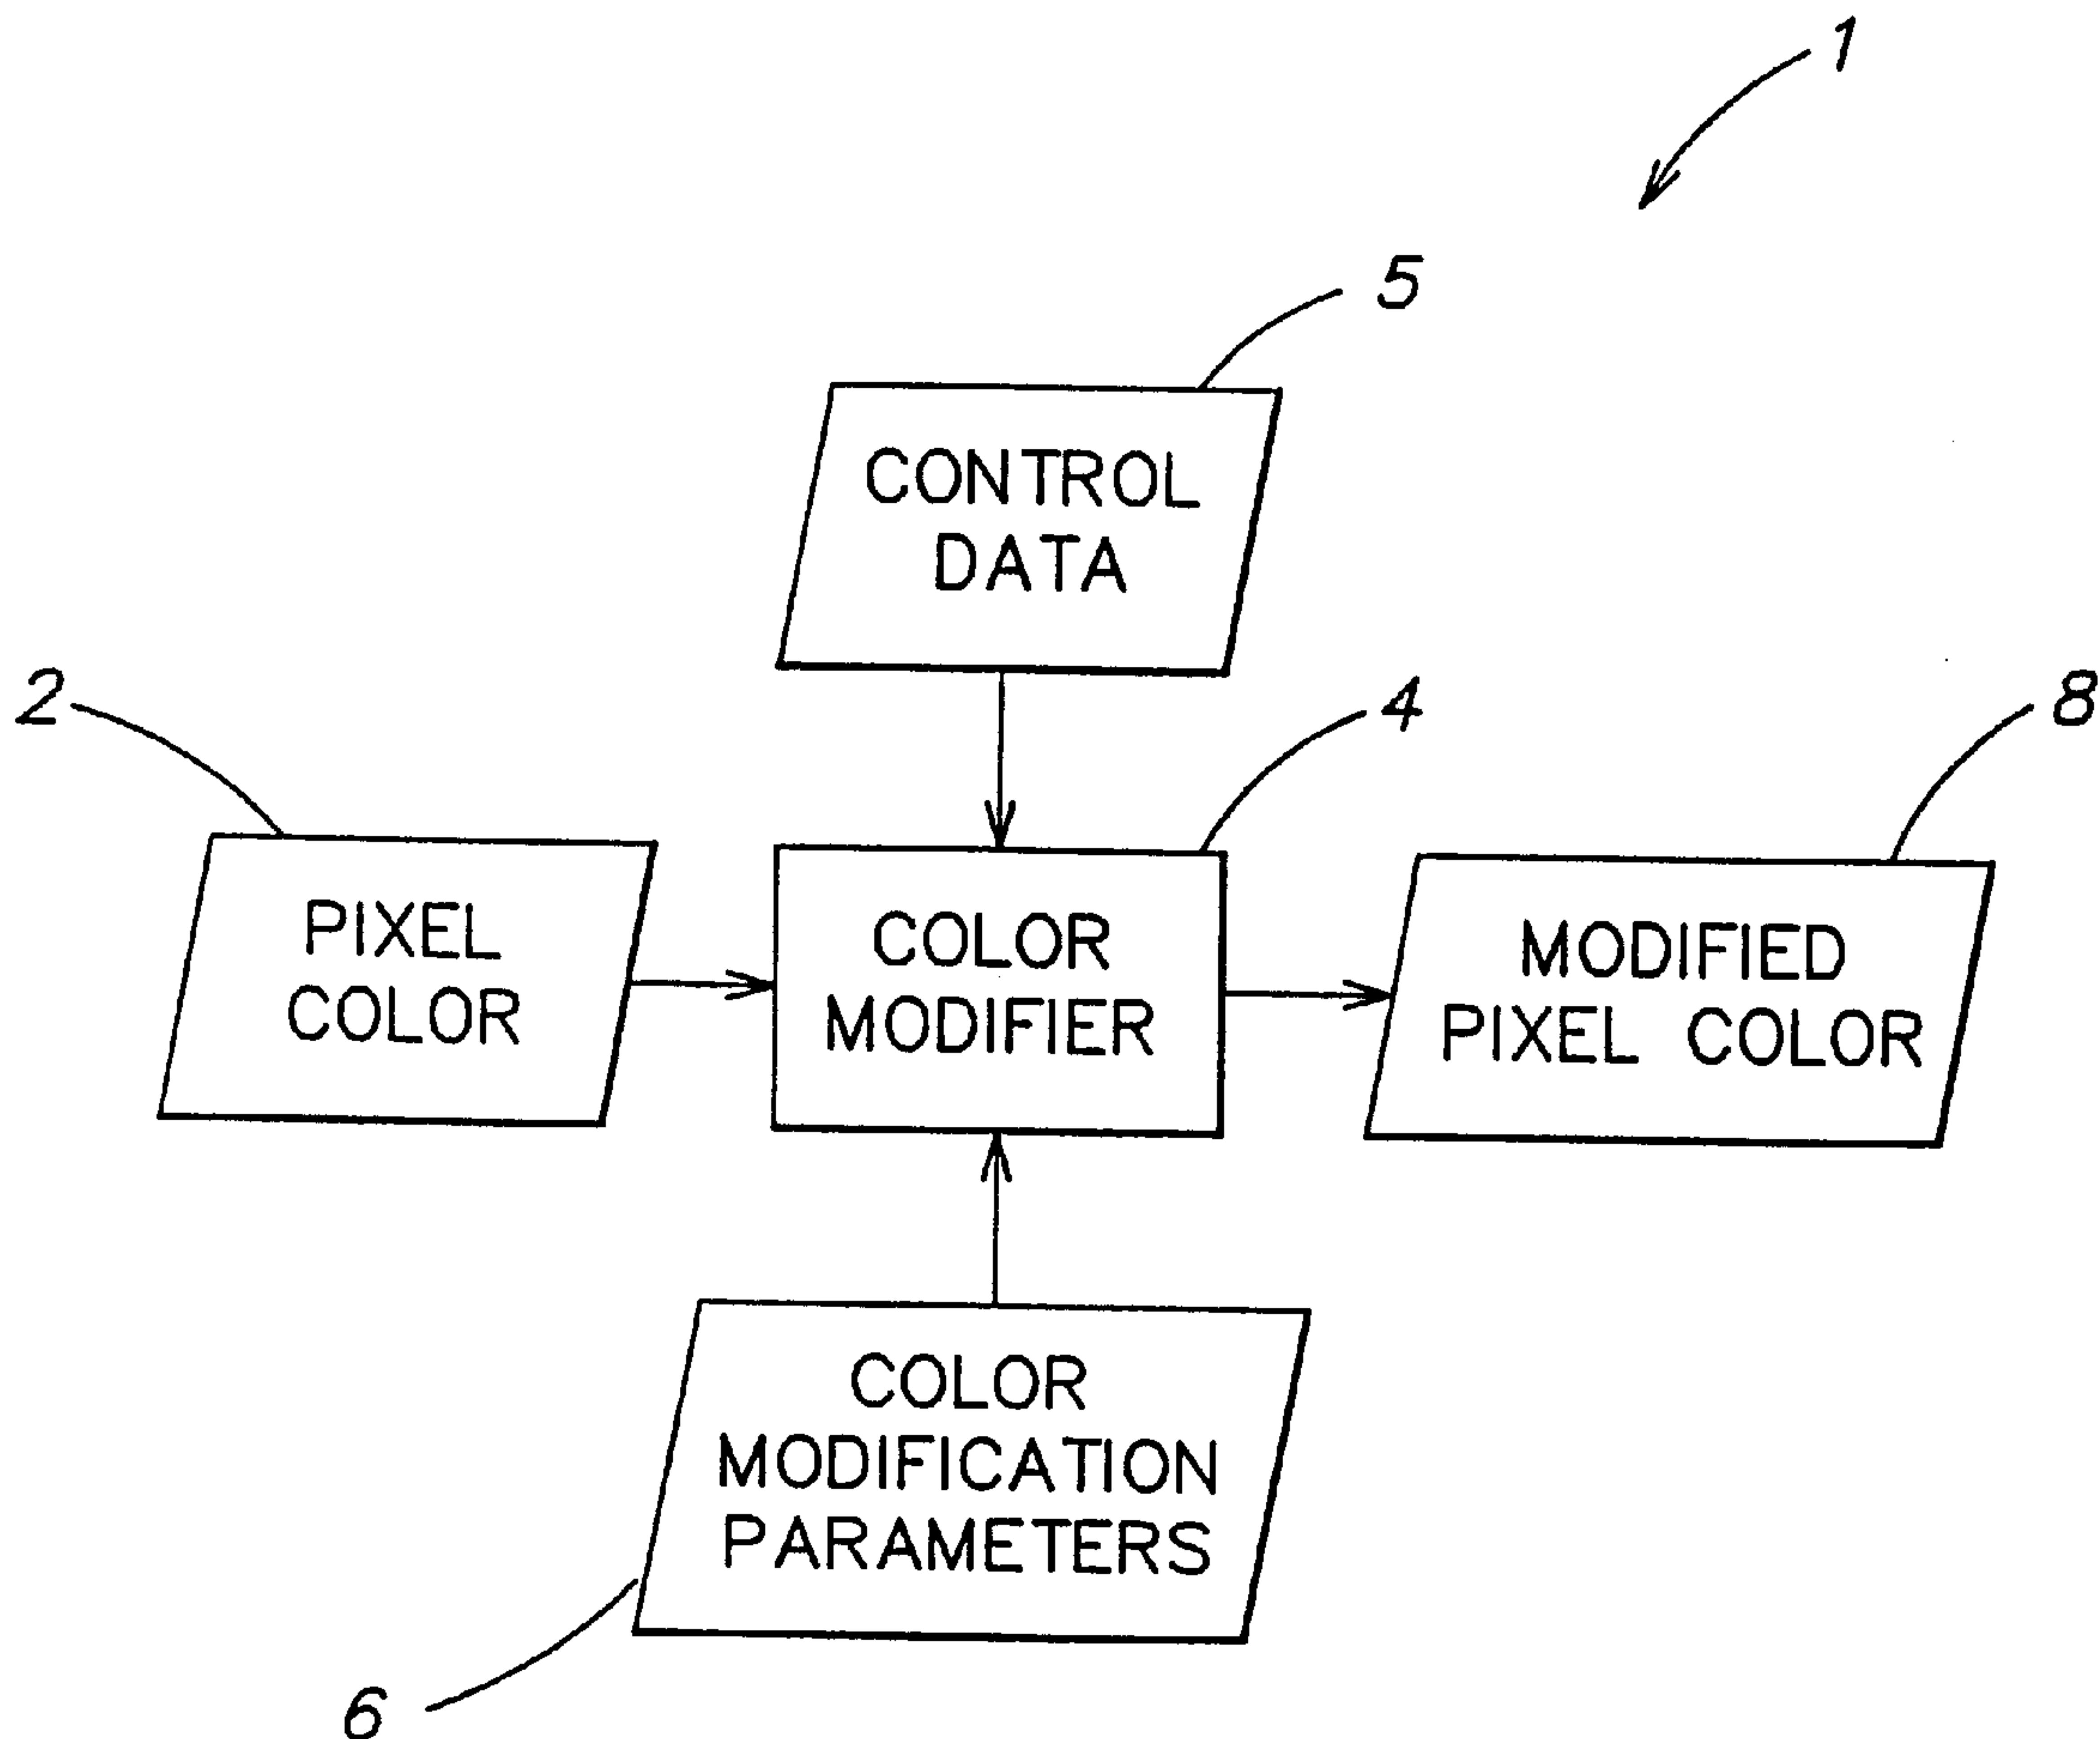 1
5
CONTROL
DATA
2
4
8
PIXEL
COLOR
COLOR
MODIFIER
MODIFIED
PIXEL COLOR
COLOR
MODIFICATION
PARAMETERS
6